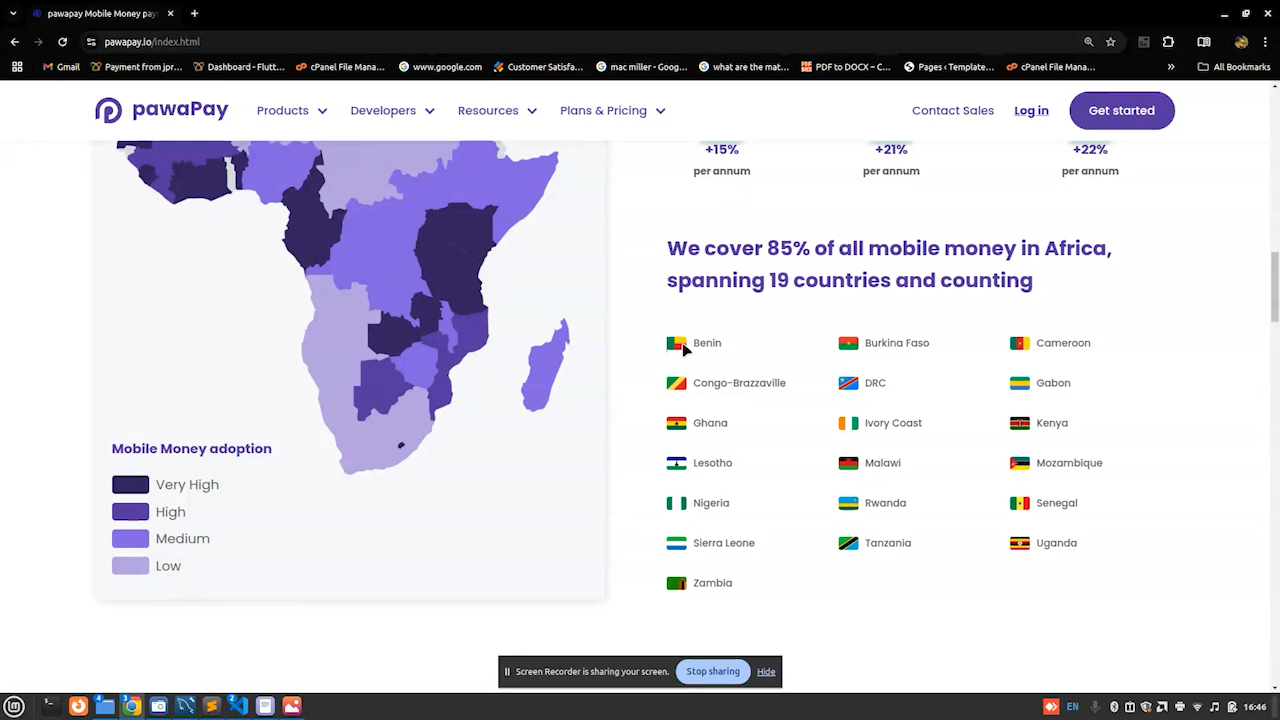 pawapay Mobile Money pay
pawapay.io/index.html
Gmail
Payment from jpr...
Dashboard - Flutt...
cPanel File Mana...
www.google.com
Customer Satisfa...
mac miller - Goog...
what are the mat...
PDF to DOCX – C...
Pages ‹ Template...
cPanel File Mana...
»
All Bookmarks
pawaPay
Products
Developers
Resources
Plans & Pricing
Contact Sales
Log in
Get started
+15%
+21%
+22%
per annum
per annum
per annum
We cover 85% of all mobile money in Africa,
spanning 19 countries and counting
Benin
Burkina Faso
Cameroon
Congo-Brazzaville
DRC
Gabon
Ghana
Ivory Coast
Kenya
Lesotho
Malawi
Mozambique
Nigeria
Rwanda
Senegal
Sierra Leone
Tanzania
Uganda
Zambia
Mobile Money adoption
Very High
High
Medium
Low
Screen Recorder is sharing your screen.
Stop sharing
Hide
4
3
2
EN
16:46